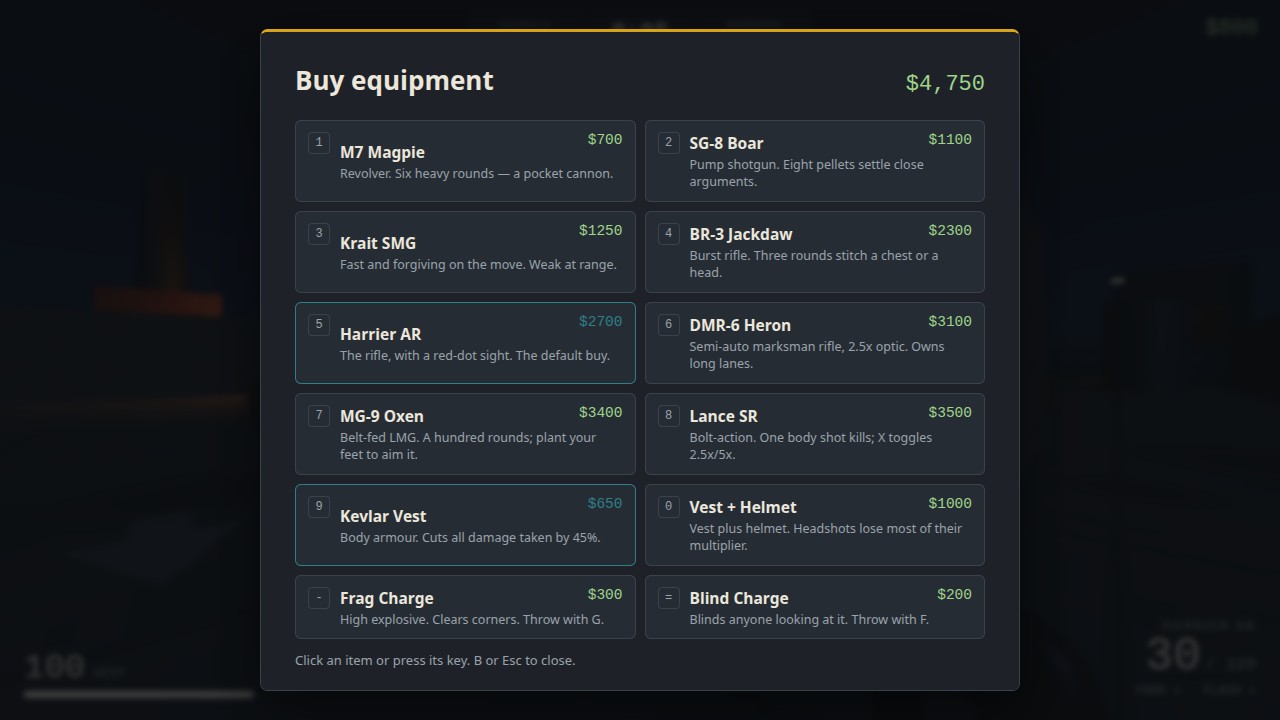 Buy equipment
$4,750
1
M7 Magpie
$700
Revolver. Six heavy rounds — a pocket cannon.
2
SG-8 Boar
$1100
Pump shotgun. Eight pellets settle close
arguments.
3
Krait SMG
$1250
Fast and forgiving on the move. Weak at range.
4
BR-3 Jackdaw
$2300
Burst rifle. Three rounds stitch a chest or a
head.
5
Harrier AR
$2700
The rifle, with a red-dot sight. The default buy.
6
DMR-6 Heron
$3100
Semi-auto marksman rifle, 2.5x optic. Owns
long lanes.
7
MG-9 Oxen
$3400
Belt-fed LMG. A hundred rounds; plant your
feet to aim it.
8
Lance SR
$3500
Bolt-action. One body shot kills; X toggles
2.5x/5x.
9
Kevlar Vest
$650
Body armour. Cuts all damage taken by 45%.
0
Vest + Helmet
$1000
Vest plus helmet. Headshots lose most of their
multiplier.
-
Frag Charge
$300
High explosive. Clears corners. Throw with G.
=
Blind Charge
$200
Blinds anyone looking at it. Throw with F.
Click an item or press its key. B or Esc to close.
100
30